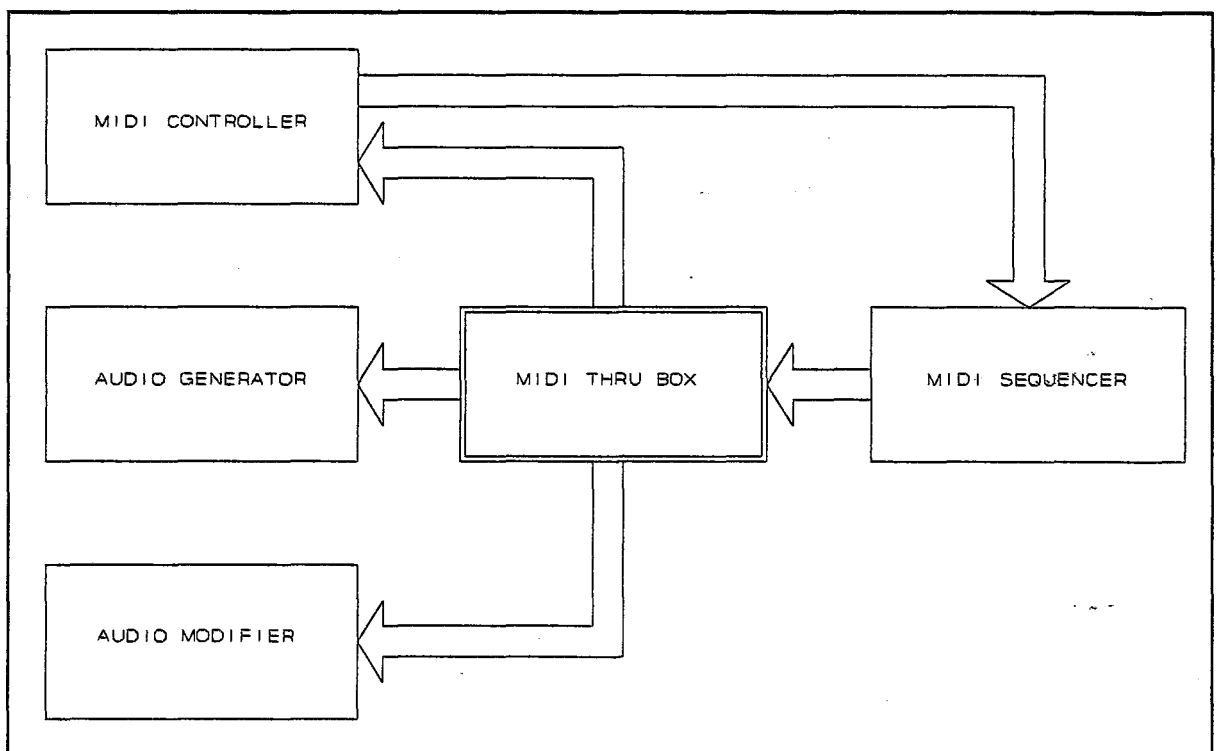 MIDI CONTROLLER
AUDIO GENERATOR
MIDI THRU BOX
MIDI SEQUENCER
AUDIO MODIFIER